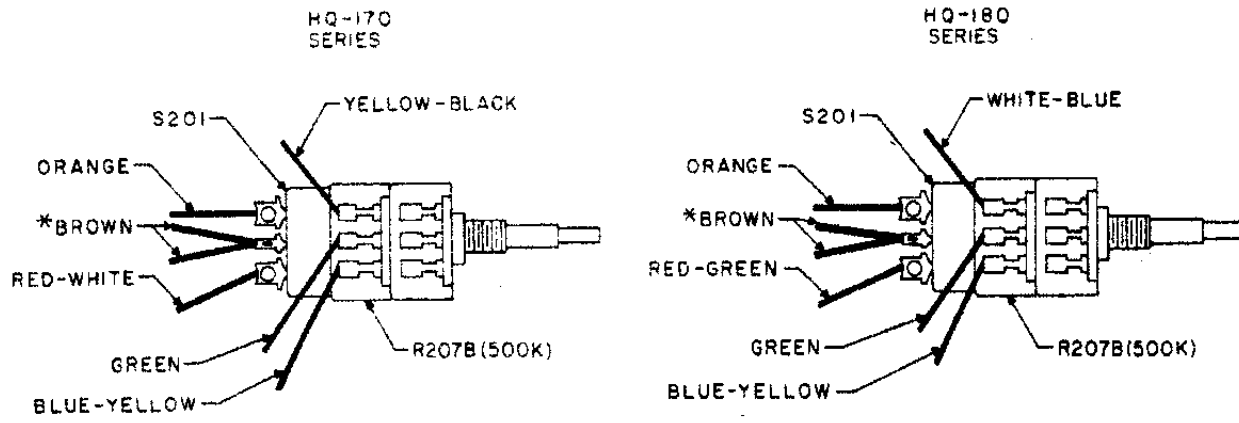 HQ-170
SERIES
YELLOW-BLACK
S201
ORANGE
*BROWN
RED-WHITE
GREEN
BLUE-YELLOW
R207B(500K)
HQ-180
SERIES
WHITE-BLUE
S201
ORANGE
*BROWN
RED-GREEN
GREEN
BLUE-YELLOW
R207B(500K)